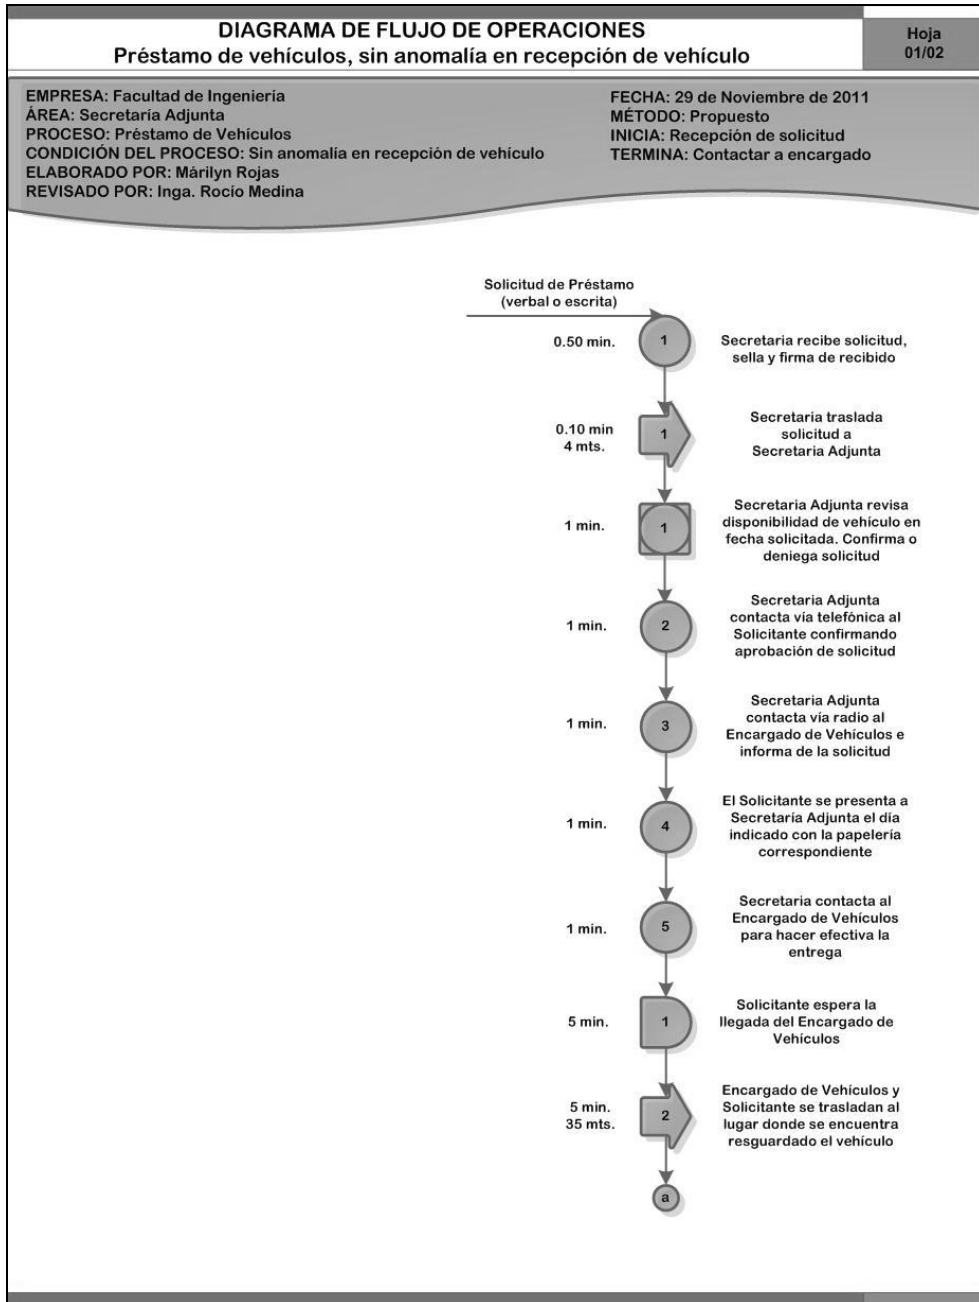 DIAGRAMA DE FLUJO DE OPERACIONES
Préstamo de vehículos, sin anomalía en recepción de vehículo
Hoja
01/02
EMPRESA: Facultad de Ingeniería
ÁREA: Secretaría Adjunta
PROCESO: Préstamo de Vehículos
CONDICIÓN DEL PROCESO: Sin anomalía en recepción de vehículo
ELABORADO POR: Márilyn Rojas
REVISADO POR: Inga. Rocío Medina
FECHA: 29 de Noviembre de 2011
MÉTODO: Propuesto
INICIA: Recepción de solicitud
TERMINA: Contactar a encargado
Solicitud de Préstamo
(verbal o escrita)
0.50 min.
1
Secretaria recibe solicitud,
sella y firma de recibido
0.10 min
4 mts.
1
Secretaria traslada
solicitud a
Secretaria Adjunta
1 min.
1
Secretaria Adjunta revisa
disponibilidad de vehículo en
fecha solicitada. Confirma o
deniega solicitud
1 min.
2
Secretaria Adjunta
contacta vía telefónica al
Solicitante confirmando
aprobación de solicitud
1 min.
3
Secretaria Adjunta
contacta vía radio al
Encargado de Vehículos e
informa de la solicitud
1 min.
4
El Solicitante se presenta a
Secretaría Adjunta el día
indicado con la papelería
correspondiente
1 min.
5
Secretaria contacta al
Encargado de Vehículos
para hacer efectiva la
entrega
5 min.
1
Solicitante espera la
llegada del Encargado de
Vehículos
5 min.
35 mts.
2
Encargado de Vehículos y
Solicitante se trasladan al
lugar donde se encuentra
resguardado el vehículo
a